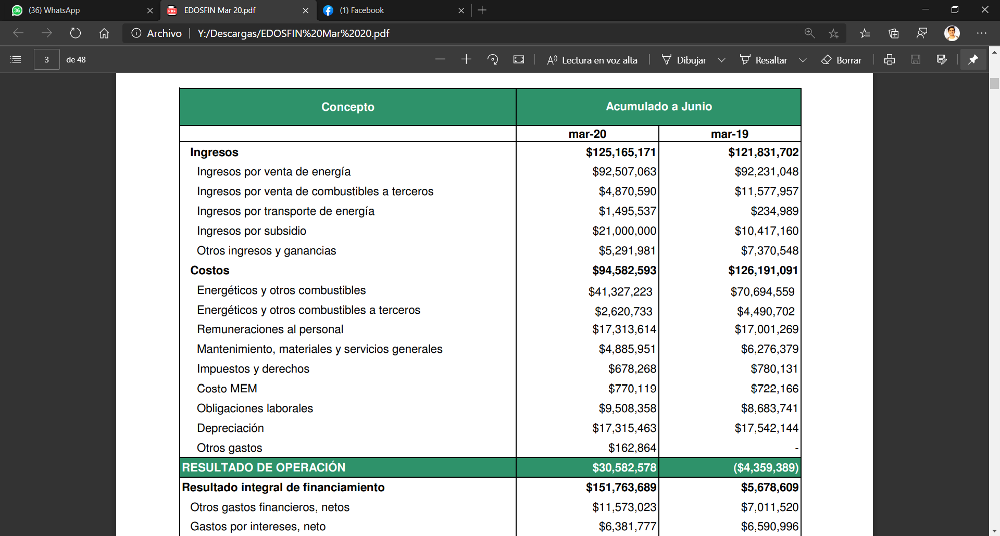 36 (36) WhatsApp
PDF EDOSFIN Mar 20.pdf
(1) Facebook
Archivo | Y:/Descargas/EDOSFIN%20Mar%2020.pdf
3 de 48
Lectura en voz alta
Dibujar
Resaltar
Borrar
Concepto Acumulado a Junio
mar-20 mar-19
Ingresos $125,165,171 $121,831,702
Ingresos por venta de energía $92,507,063 $92,231,048
Ingresos por venta de combustibles a terceros $4,870,590 $11,577,957
Ingresos por transporte de energía $1,495,537 $234,989
Ingresos por subsidio $21,000,000 $10,417,160
Otros ingresos y ganancias $5,291,981 $7,370,548
Costos $94,582,593 $126,191,091
Energéticos y otros combustibles $41,327,223 $70,694,559
Energéticos y otros combustibles a terceros $2,620,733 $4,490,702
Remuneraciones al personal $17,313,614 $17,001,269
Mantenimiento, materiales y servicios generales $4,885,951 $6,276,379
Impuestos y derechos $678,268 $780,131
Costo MEM $770,119 $722,166
Obligaciones laborales $9,508,358 $8,683,741
Depreciación $17,315,463 $17,542,144
Otros gastos $162,864 -
RESULTADO DE OPERACIÓN $30,582,578 ($4,359,389)
Resultado integral de financiamiento $151,763,689 $5,678,609
Otros gastos financieros, netos $11,573,023 $7,011,520
Gastos por intereses, neto $6,381,777 $6,590,996